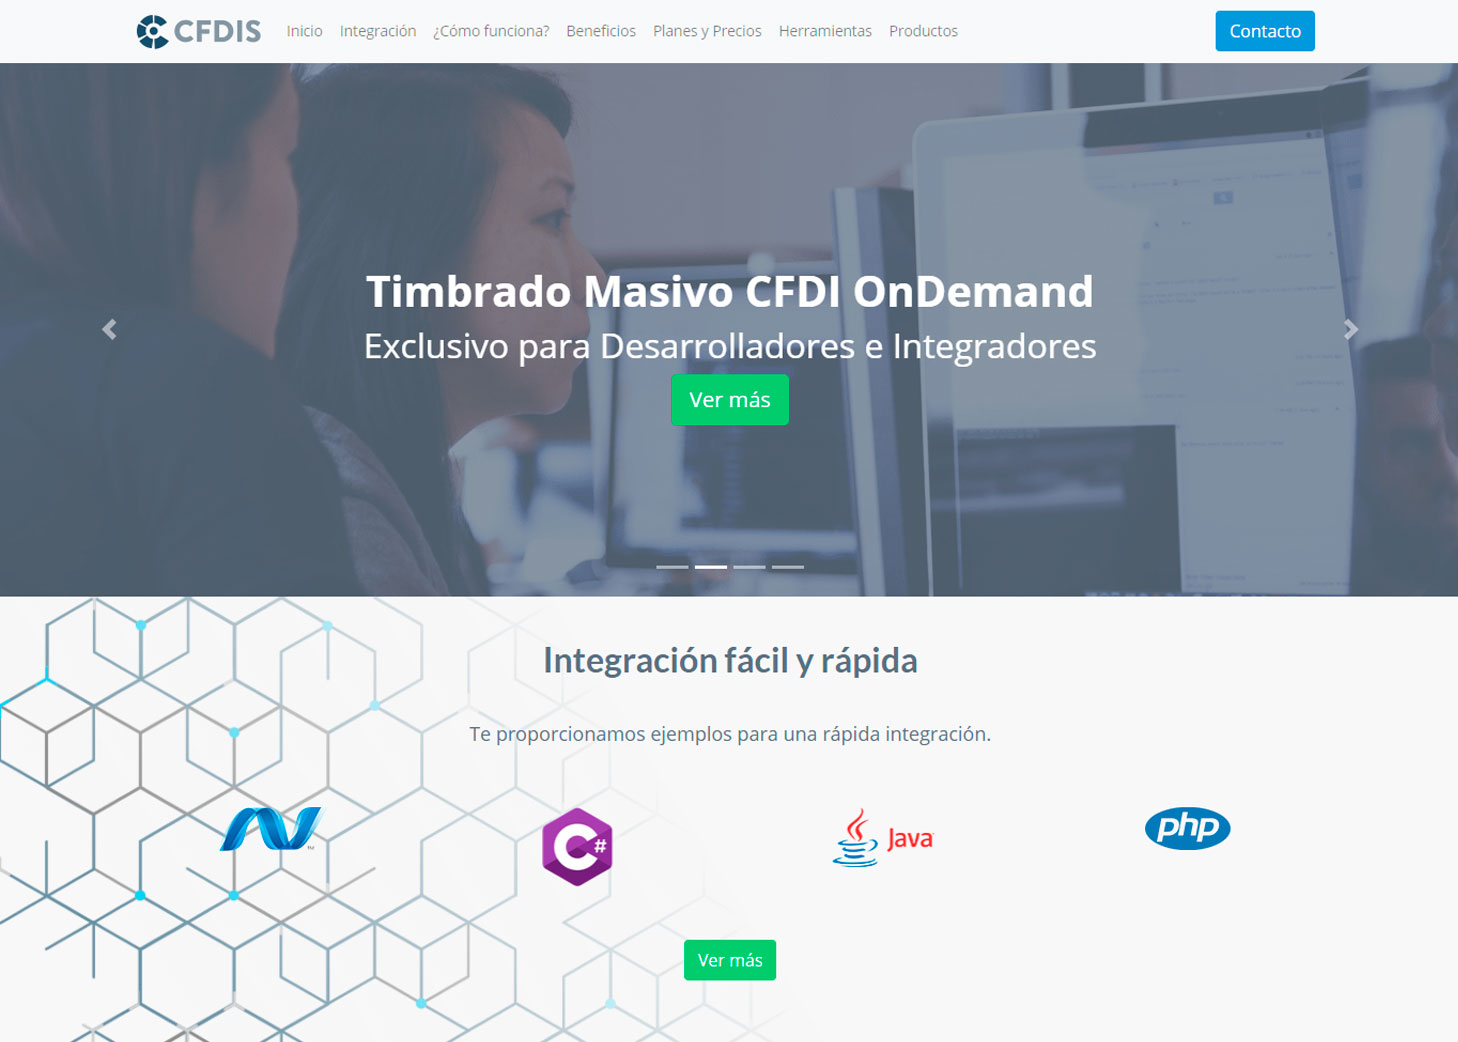 CFDIS
Inicio
Integración
¿Cómo funciona?
Beneficios
Planes y Precios
Herramientas
Productos
Contacto
Timbrado Masivo CFDI OnDemand
Exclusivo para Desarrolladores e Integradores
Ver más
Integración fácil y rápida
Te proporcionamos ejemplos para una rápida integración.
C#
Java
php
Ver más